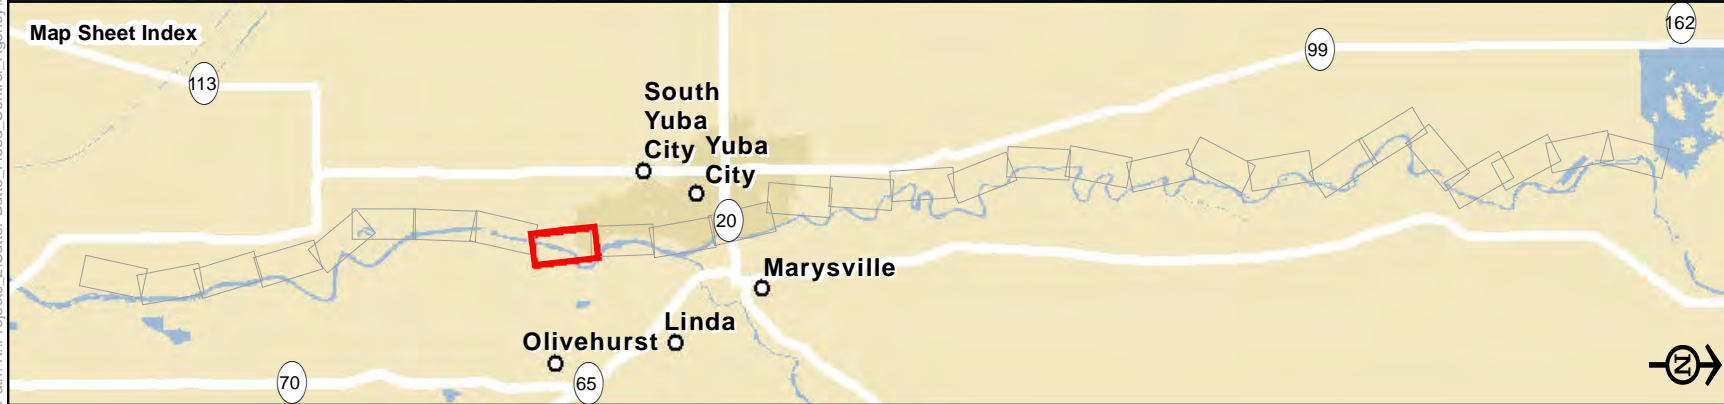 Map Sheet Index
162
99
113
South
Yuba
City
Yuba
City
20
Marysville
Linda
Olivehurst
70
65
N